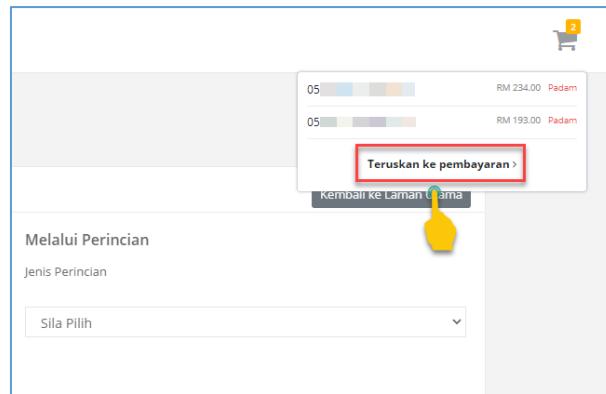 2
05 RM 234.00 Padam
05 RM 193.00 Padam
Teruskan ke pembayaran ›
Kembali ke Laman Utama
Melalui Perincian
Jenis Perincian
Sila Pilih